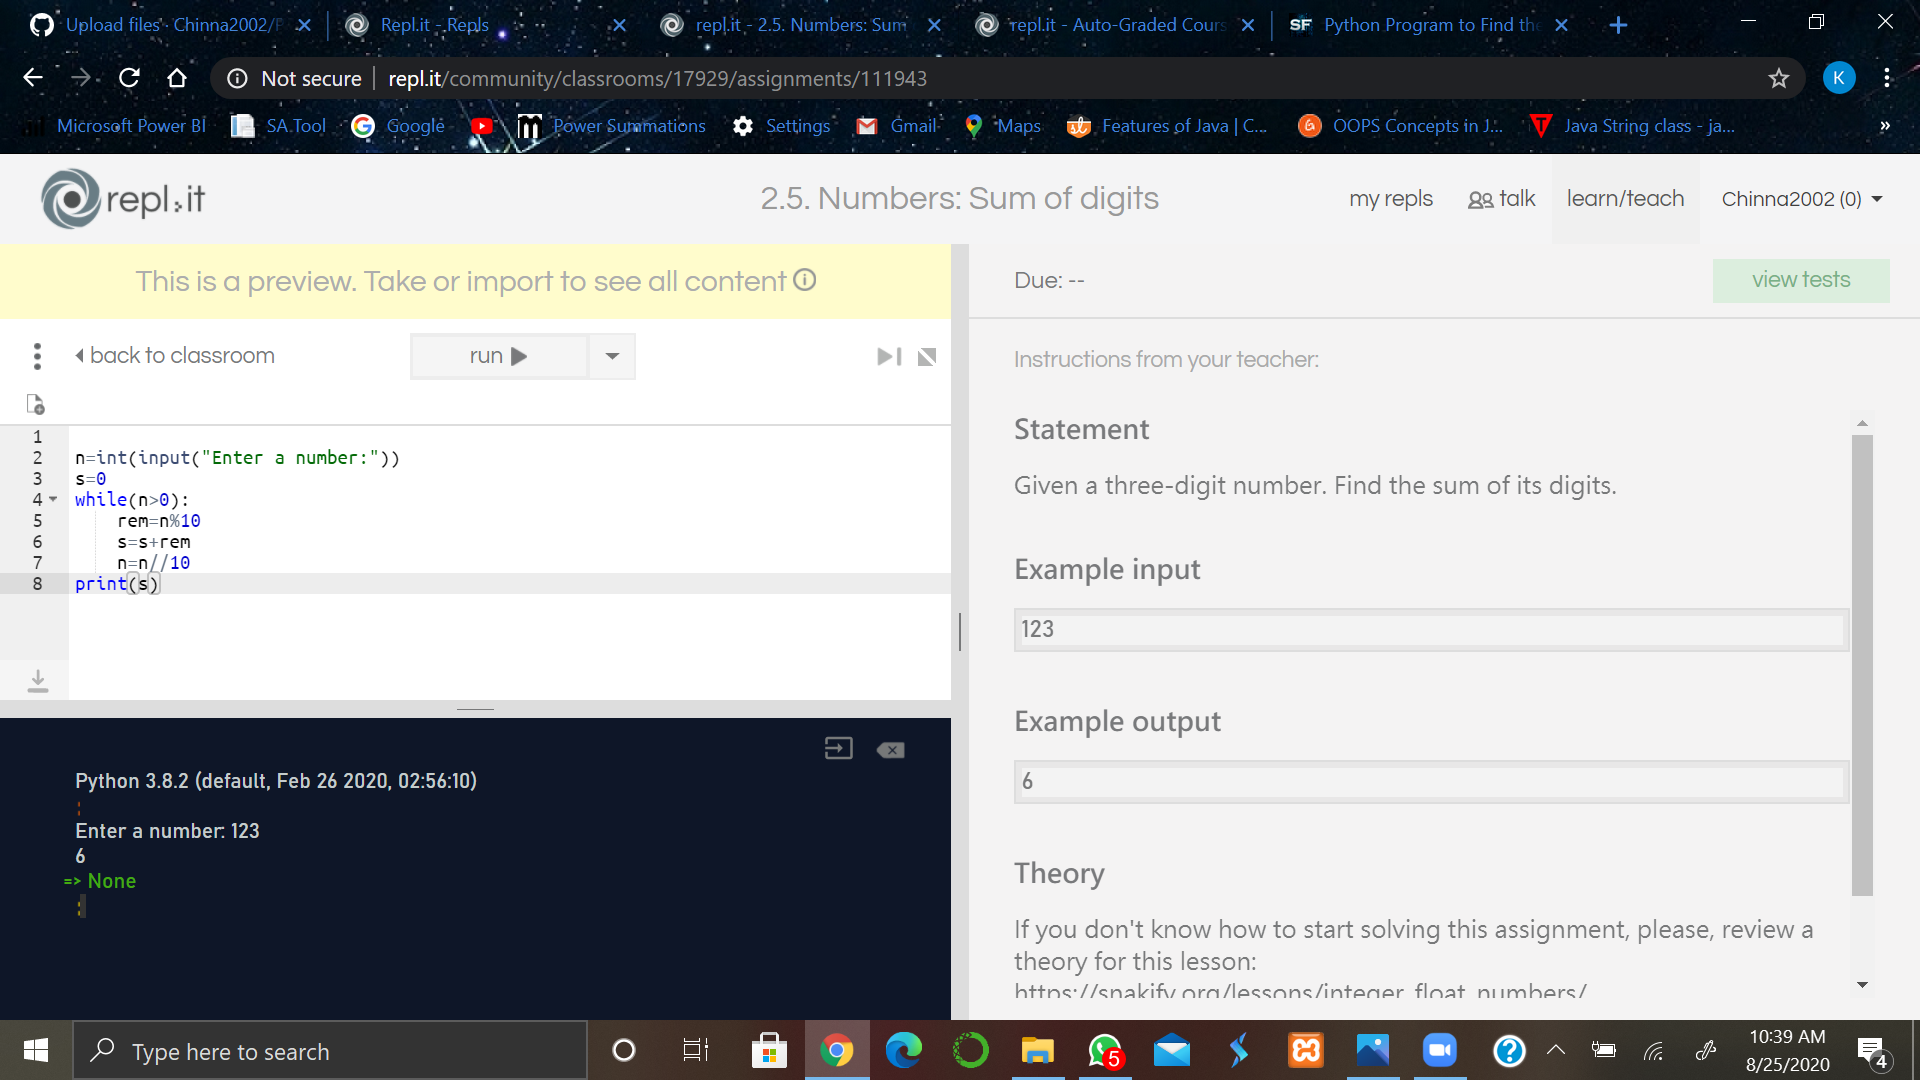 Upload files · Chinna2002/P
Repl.it - Repls
repl.it - 2.5. Numbers: Sum
repl.it - Auto-Graded Cours
SF Python Program to Find the
Not secure | repl.it/community/classrooms/17929/assignments/111943
K
Microsoft Power BI
SA Tool
Google
Power Summations
Settings
Gmail
Maps
Features of Java | C...
OOPS Concepts in J...
Java String class - ja...
»
repl.it
2.5. Numbers: Sum of digits
my repls
talk
learn/teach
Chinna2002 (0)
This is a preview. Take or import to see all content
back to classroom
run
1
2 n=int(input("Enter a number:"))
3 s=0
4 while(n>0):
5 rem=n%10
6 s=s+rem
7 n=n//10
8 print(s)
Python 3.8.2 (default, Feb 26 2020, 02:56:10)
Enter a number: 123
6
=> None
Due: --
view tests
Instructions from your teacher:
Statement
Given a three-digit number. Find the sum of its digits.
Example input
123
Example output
6
Theory
If you don't know how to start solving this assignment, please, review a
theory for this lesson:
https://snakify.org/lessons/integer_float_numbers/
Type here to search
5
10:39 AM
8/25/2020
4